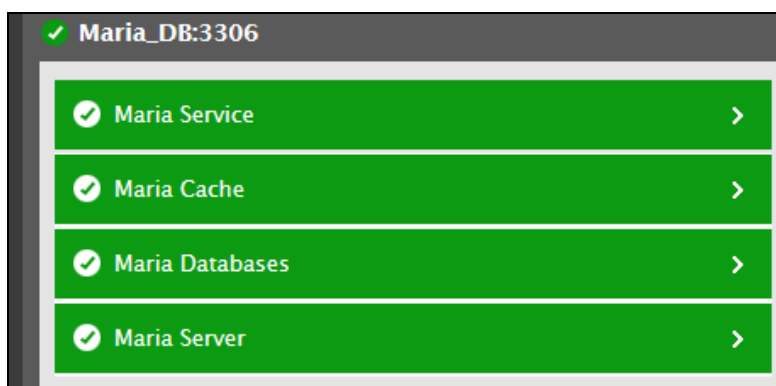 Maria_DB:3306
Maria Service
Maria Cache
Maria Databases
Maria Server